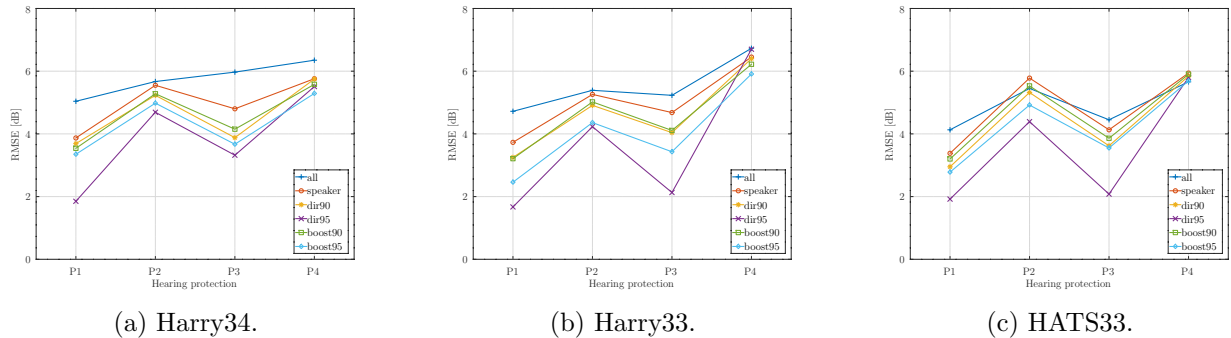 8
6
4
2
0
RMSE [dB]
P1 P2 P3 P4
Hearing protection
all
speaker
dir90
dir95
boost90
boost95
(a) Harry34.
8
6
4
2
0
RMSE [dB]
P1 P2 P3 P4
Hearing protection
all
speaker
dir90
dir95
boost90
boost95
(b) Harry33.
8
6
4
2
0
RMSE [dB]
P1 P2 P3 P4
Hearing protection
all
speaker
dir90
dir95
boost90
boost95
(c) HATS33.